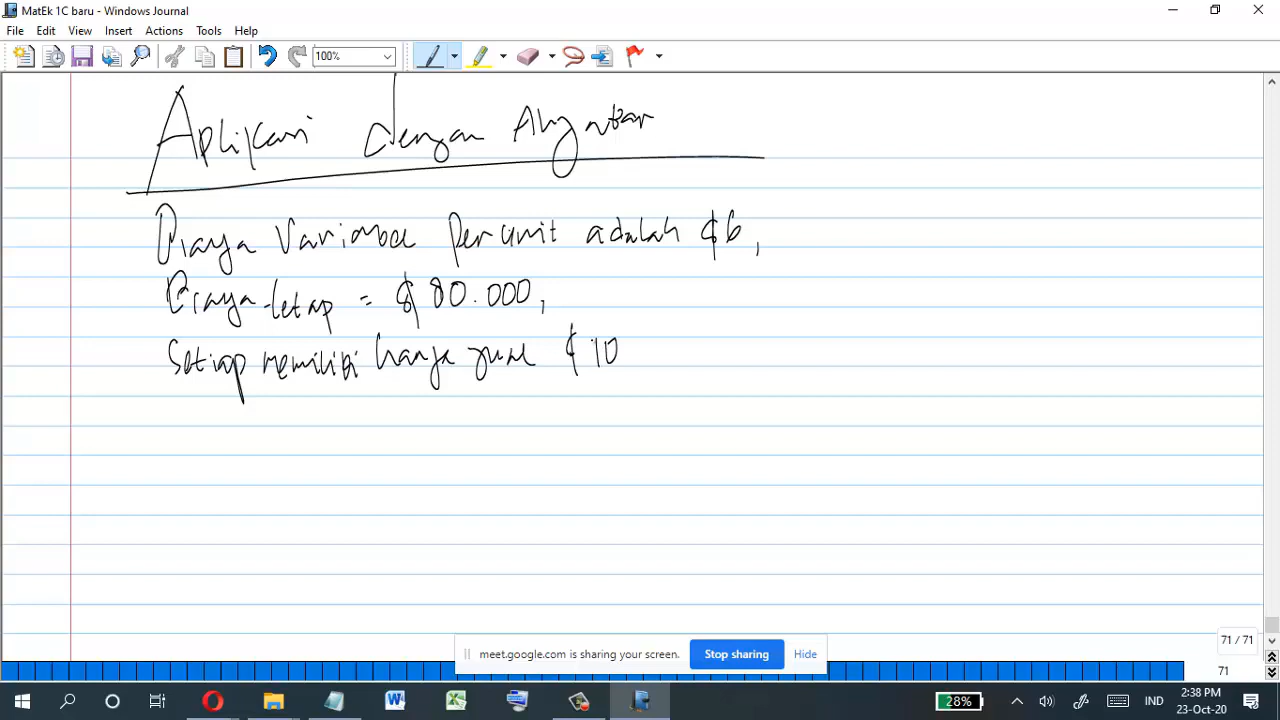 MatEk 1C baru - Windows Journal
File Edit View Insert Actions Tools Help
100%
Aplikasi dengan
Biaya Variabel per unit adalah $6,
Biaya tetap = $80.000,
Setiap memiliki harga jual $10
71 / 71
meet.google.com is sharing your screen. Stop sharing Hide
71
28% IND 2:38 PM
23-Oct-20